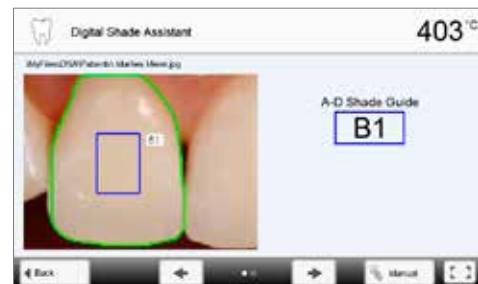 Digital Shade Assistant
403 °C
A-D Shade Guide
B1
B1
Back
Manual